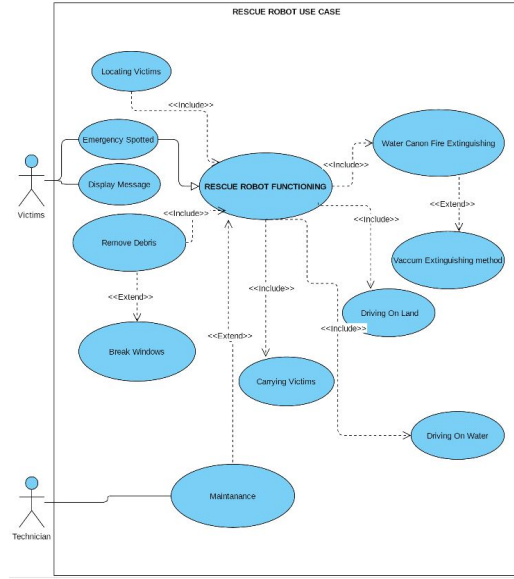 RESCUE ROBOT USE CASE
Locating Victims
<<Include>>
Emergency Spotted
Water Canon Fire Extinguishing
<<Include>>
Display Message
RESCUE ROBOT FUNCTIONING
Victims
<<Include>>
<<Extend>>
<<Include>>
Remove Debris
Vaccum Extinguishing method
<<Include>>
<<Extend>>
Driving On Land
<<Include>>
<<Extend>>
Break Windows
Carrying Victims
Driving On Water
Maintanance
Technician